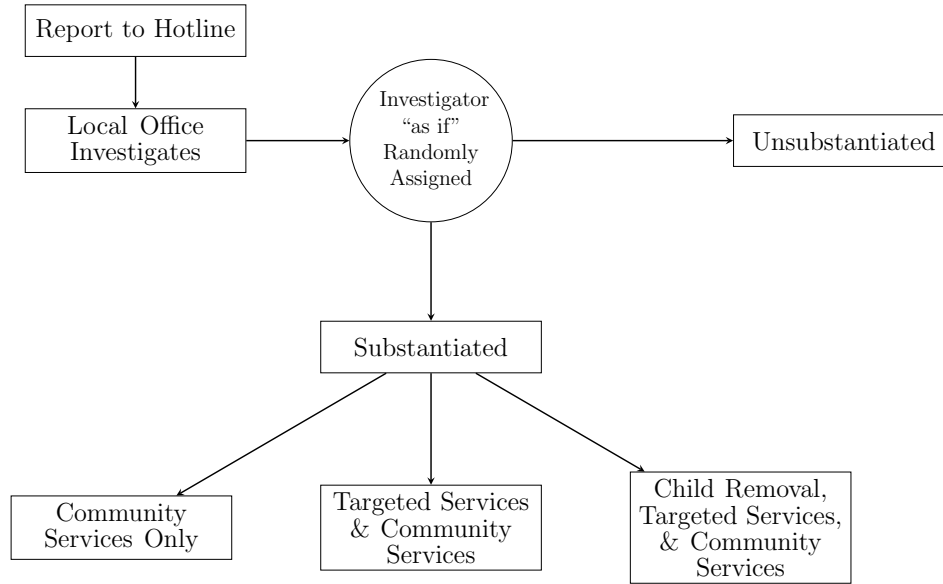 Report to Hotline
Local Office
Investigates
Investigator
“as if”
Randomly
Assigned
Unsubstantiated
Substantiated
Community
Services Only
Targeted Services
& Community
Services
Child Removal,
Targeted Services,
& Community
Services